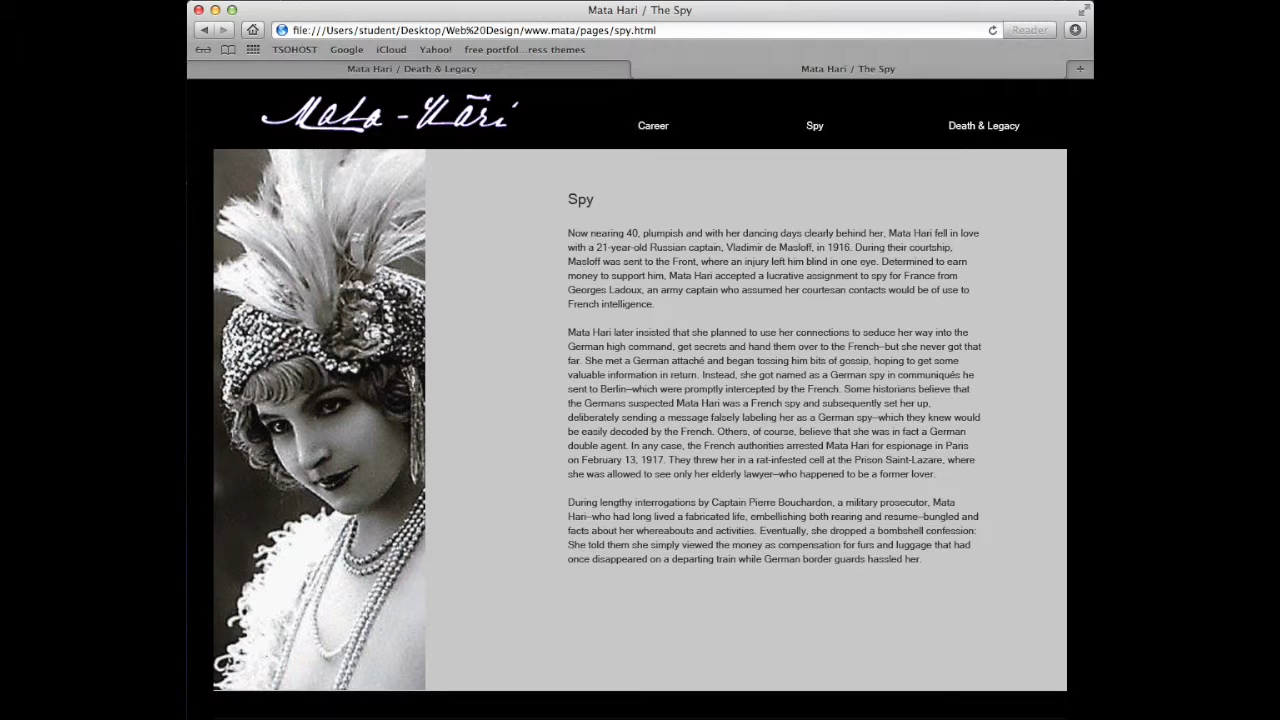 Mata Hari / The Spy
file:///Users/student/Desktop/Web%20Design/www.mata/pages/spy.html
Reader
TSOHOST Google iCloud Yahoo! free portfol...ress themes
Mata Hari / Death & Legacy
Mata Hari / The Spy
Mata-Hari
Career Spy Death & Legacy
Spy
Now nearing 40, plumpish and with her dancing days clearly behind her, Mata Hari fell in love
with a 21-year-old Russian captain, Vladimir de Masloff, in 1916. During their courtship,
Masloff was sent to the Front, where an injury left him blind in one eye. Determined to earn
money to support him, Mata Hari accepted a lucrative assignment to spy for France from
Georges Ladoux, an army captain who assumed her courtesan contacts would be of use to
French intelligence.
Mata Hari later insisted that she planned to use her connections to seduce her way into the
German high command, get secrets and hand them over to the French–but she never got that
far. She met a German attaché and began tossing him bits of gossip, hoping to get some
valuable information in return. Instead, she got named as a German spy in communiqués he
sent to Berlin–which were promptly intercepted by the French. Some historians believe that
the Germans suspected Mata Hari was a French spy and subsequently set her up,
deliberately sending a message falsely labeling her as a German spy–which they knew would
be easily decoded by the French. Others, of course, believe that she was in fact a German
double agent. In any case, the French authorities arrested Mata Hari for espionage in Paris
on February 13, 1917. They threw her in a rat-infested cell at the Prison Saint-Lazare, where
she was allowed to see only her elderly lawyer–who happened to be a former lover.
During lengthy interrogations by Captain Pierre Bouchardon, a military prosecutor, Mata
Hari–who had long lived a fabricated life, embellishing both rearing and resume–bungled and
facts about her whereabouts and activities. Eventually, she dropped a bombshell confession:
She told them she simply viewed the money as compensation for furs and luggage that had
once disappeared on a departing train while German border guards hassled her.